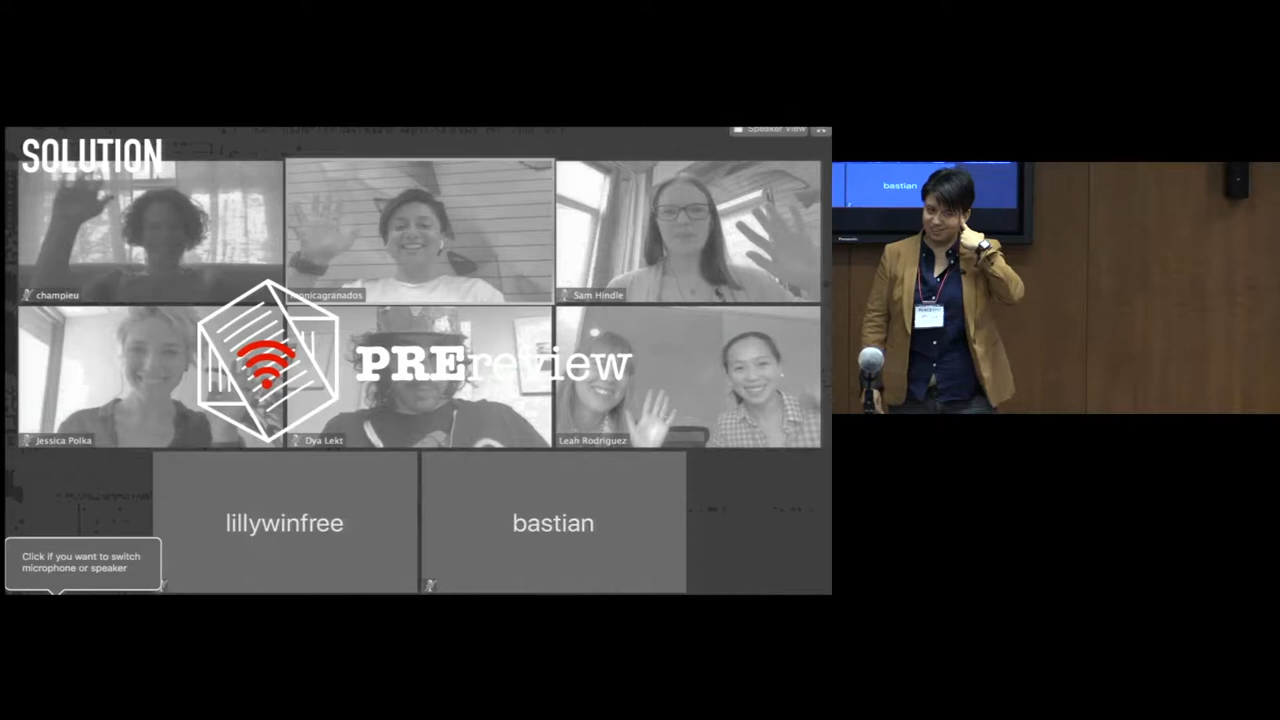 Speaker View
SOLUTION
champieu
monicagranados
Sam Hindle
PREreview
Jessica Polka
Dya Lekt
Leah Rodriguez
lillywinfree
bastian
Click if you want to switch
microphone or speaker
bastian
Panasonic